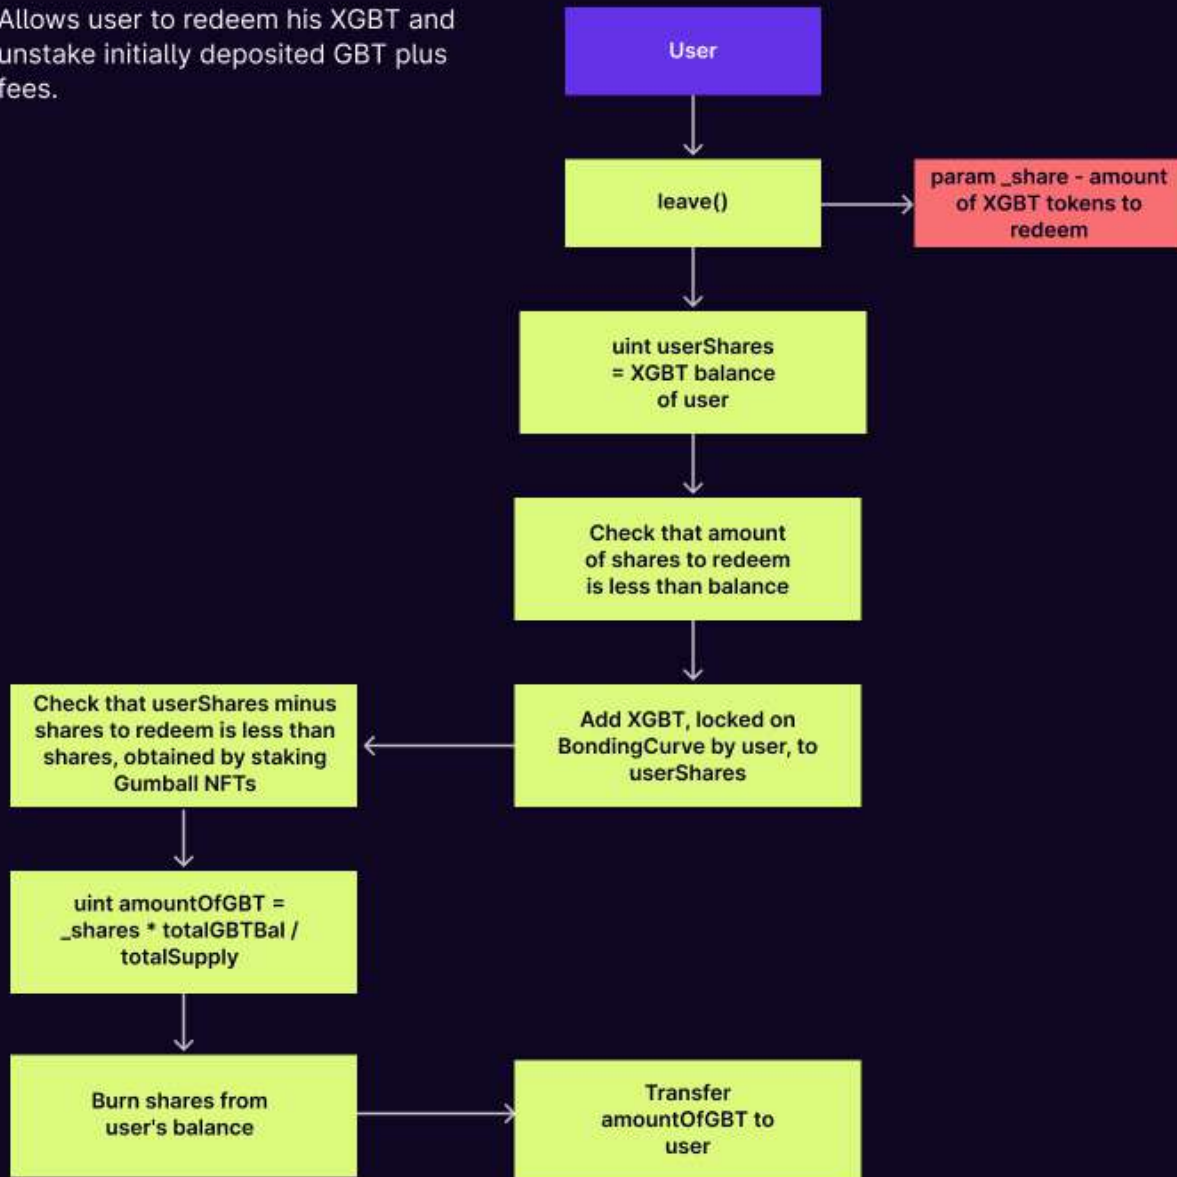 Allows user to redeem his XGBT and
unstake initially deposited GBT plus
fees.
User
leave()
param _share - amount
of XGBT tokens to
redeem
uint userShares
= XGBT balance
of user
Check that amount
of shares to redeem
is less than balance
Add XGBT, locked on
BondingCurve by user, to
userShares
Check that userShares minus
shares to redeem is less than
shares, obtained by staking
Gumball NFTs
uint amountOfGBT =
_shares * totalGBTBal /
totalSupply
Burn shares from
user's balance
Transfer
amountOfGBT to
user